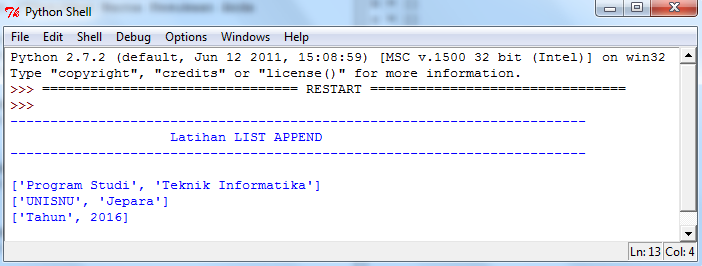 Python Shell
File Edit Shell Debug Options Windows Help
Python 2.7.2 (default, Jun 12 2011, 15:08:59) [MSC v.1500 32 bit (Intel)] on win32
Type "copyright", "credits" or "license()" for more information.
>>> ================================ RESTART ================================
>>>
------------------------------------------------------------------------
Latihan LIST APPEND
------------------------------------------------------------------------
['Program Studi', 'Teknik Informatika']
['UNISNU', 'Jepara']
['Tahun', 2016]
Ln: 13 Col: 4